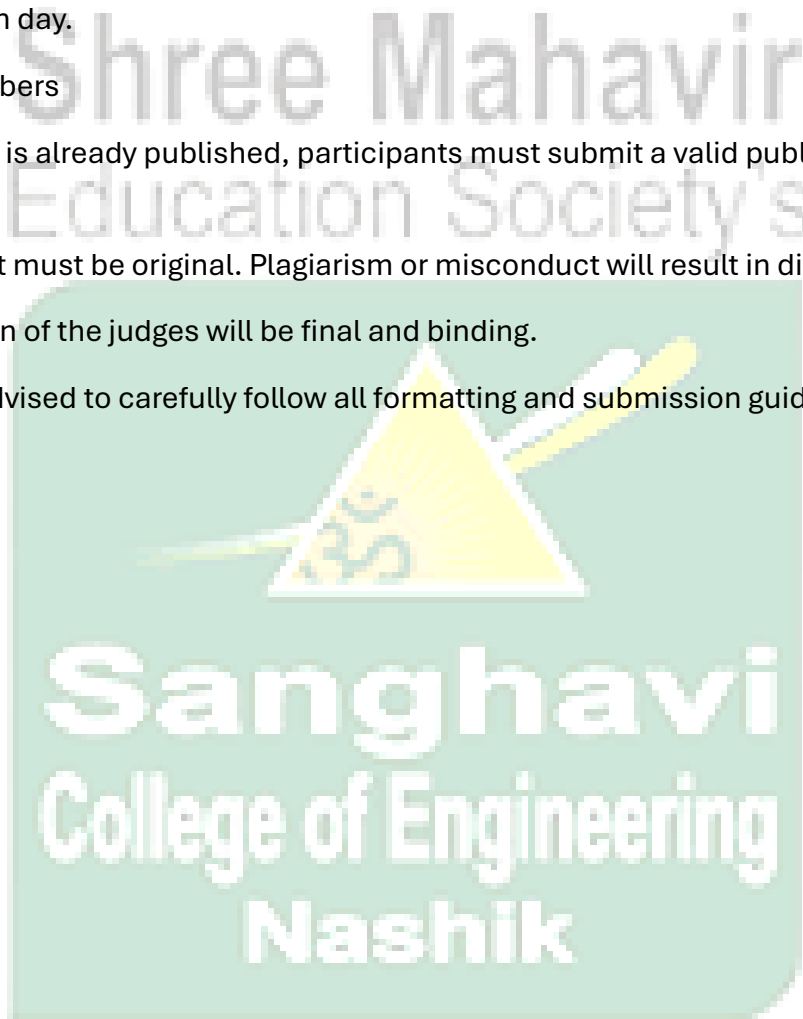 n day.
Shree Mahavir
bers
is already published, participants must submit a valid publ
Education Society's
t must be original. Plagiarism or misconduct will result in di
n of the judges will be final and binding.
dvised to carefully follow all formatting and submission guid
ॐ
Sanghavi
College of Engineering
Nashik